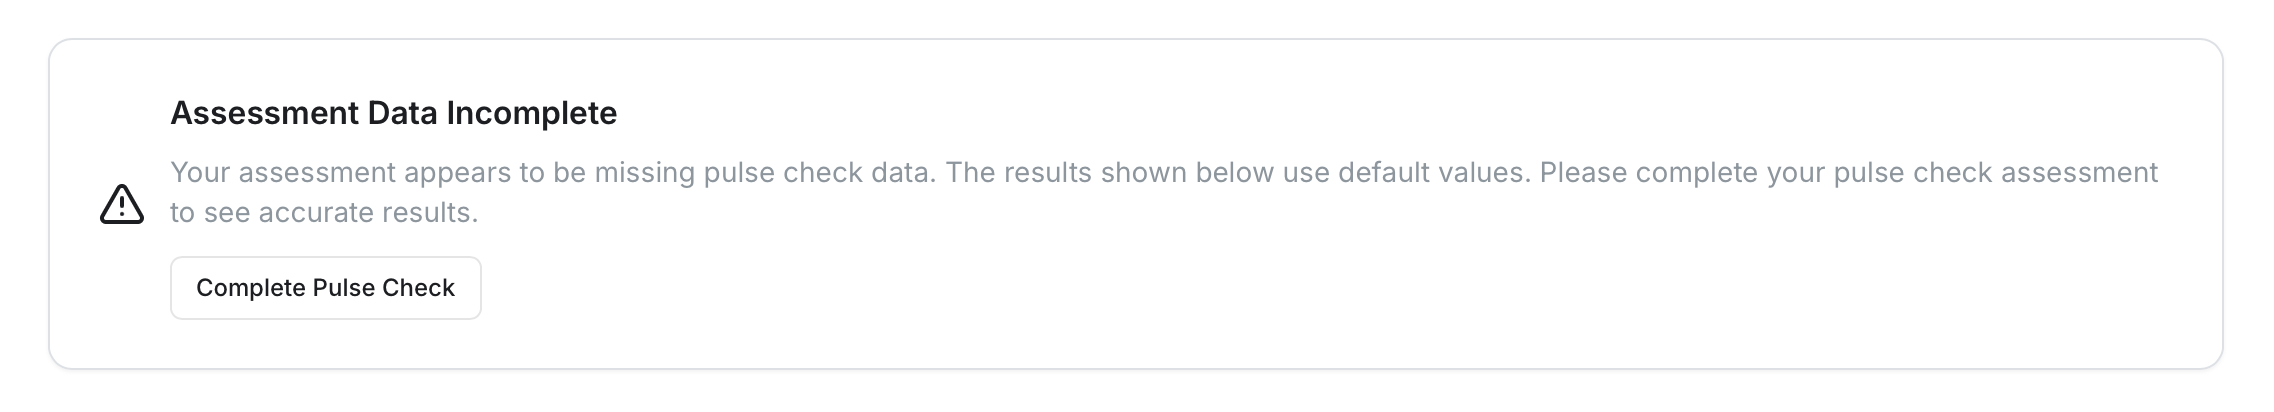 Assessment Data Incomplete
Your assessment appears to be missing pulse check data. The results shown below use default values. Please complete your pulse check assessment
to see accurate results.
Complete Pulse Check